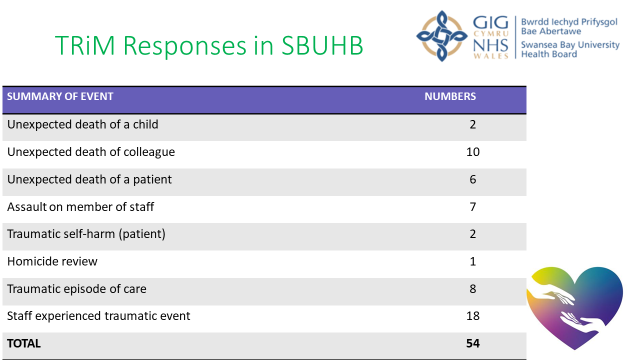 TRiM Responses in SBUHB
GIG
CYMRU
NHS
WALES
Bwrdd Iechyd Prifysgol
Bae Abertawe
Swansea Bay University
Health Board
SUMMARY OF EVENT NUMBERS
Unexpected death of a child 2
Unexpected death of colleague 10
Unexpected death of a patient 6
Assault on member of staff 7
Traumatic self-harm (patient) 2
Homicide review 1
Traumatic episode of care 8
Staff experienced traumatic event 18
TOTAL 54